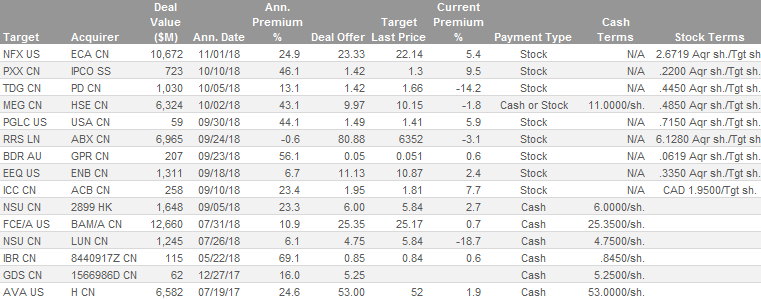 Deal Ann. Current
Value Premium Target Premium Cash
Target Acquirer ($M) Ann. Date % Deal Offer Last Price % Payment Type Terms Stock Terms
NFX US ECA CN 10,672 11/01/18 24.9 23.33 22.14 5.4 Stock N/A 2.6719 Aqr sh./Tgt sh.
PXX CN IPCO SS 723 10/10/18 46.1 1.42 1.3 9.5 Stock N/A .2200 Aqr sh./Tgt sh.
TDG CN PD CN 1,030 10/05/18 13.1 1.42 1.66 -14.2 Stock N/A .4450 Aqr sh./Tgt sh.
MEG CN HSE CN 6,324 10/02/18 43.1 9.97 10.15 -1.8 Cash or Stock 11.0000/sh. .4850 Aqr sh./Tgt sh.
PGLC US USA CN 59 09/30/18 44.1 1.49 1.41 5.9 Stock N/A .7150 Aqr sh./Tgt sh.
RRS LN ABX CN 6,965 09/24/18 -0.6 80.88 6352 -3.1 Stock N/A 6.1280 Aqr sh./Tgt sh.
BDR AU GPR CN 207 09/23/18 56.1 0.05 0.051 0.6 Stock N/A .0619 Aqr sh./Tgt sh.
EEQ US ENB CN 1,311 09/18/18 6.7 11.13 10.87 2.4 Stock N/A .3350 Aqr sh./Tgt sh.
ICC CN ACB CN 258 09/10/18 23.4 1.95 1.81 7.7 Stock N/A CAD 1.9500/Tgt sh.
NSU CN 2899 HK 1,648 09/05/18 23.3 6.00 5.84 2.7 Cash 6.0000/sh.
FCE/A US BAM/A CN 12,660 07/31/18 10.9 25.35 25.17 0.7 Cash 25.3500/sh.
NSU CN LUN CN 1,245 07/26/18 6.1 4.75 5.84 -18.7 Cash 4.7500/sh.
IBR CN 8440917Z CN 115 05/22/18 69.1 0.85 0.84 0.6 Cash .8450/sh.
GDS CN 1566986D CN 62 12/27/17 16.0 5.25 Cash 5.2500/sh.
AVA US H CN 6,582 07/19/17 24.6 53.00 52 1.9 Cash 53.0000/sh.